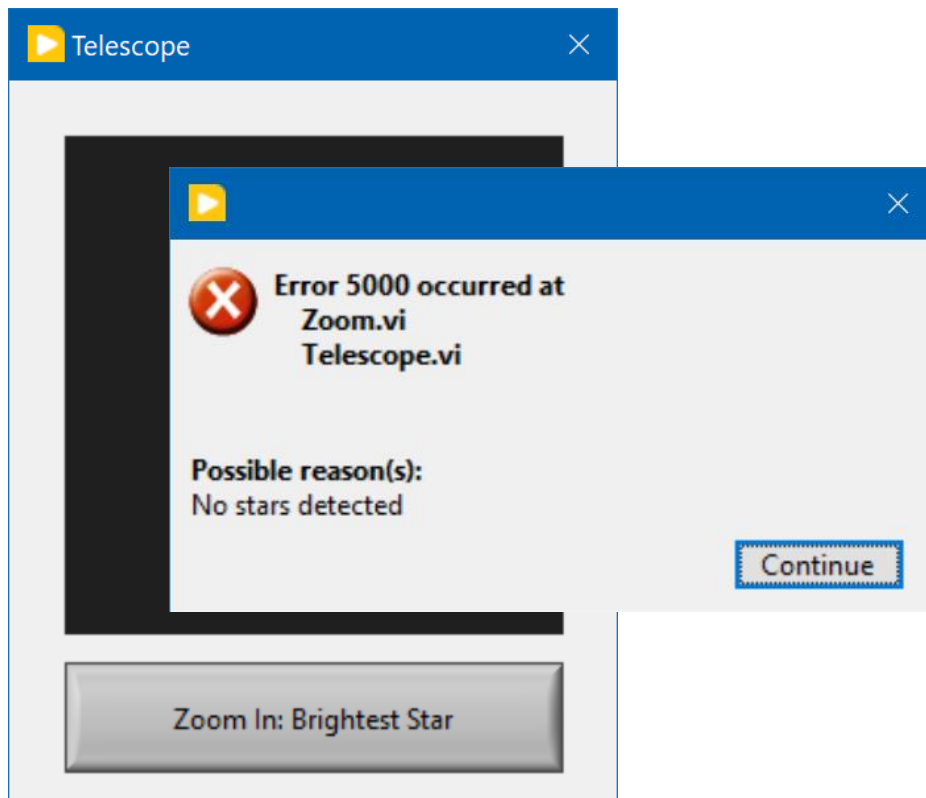 Telescope
Error 5000 occurred at
Zoom.vi
Telescope.vi
Possible reason(s):
No stars detected
Continue
Zoom In: Brightest Star